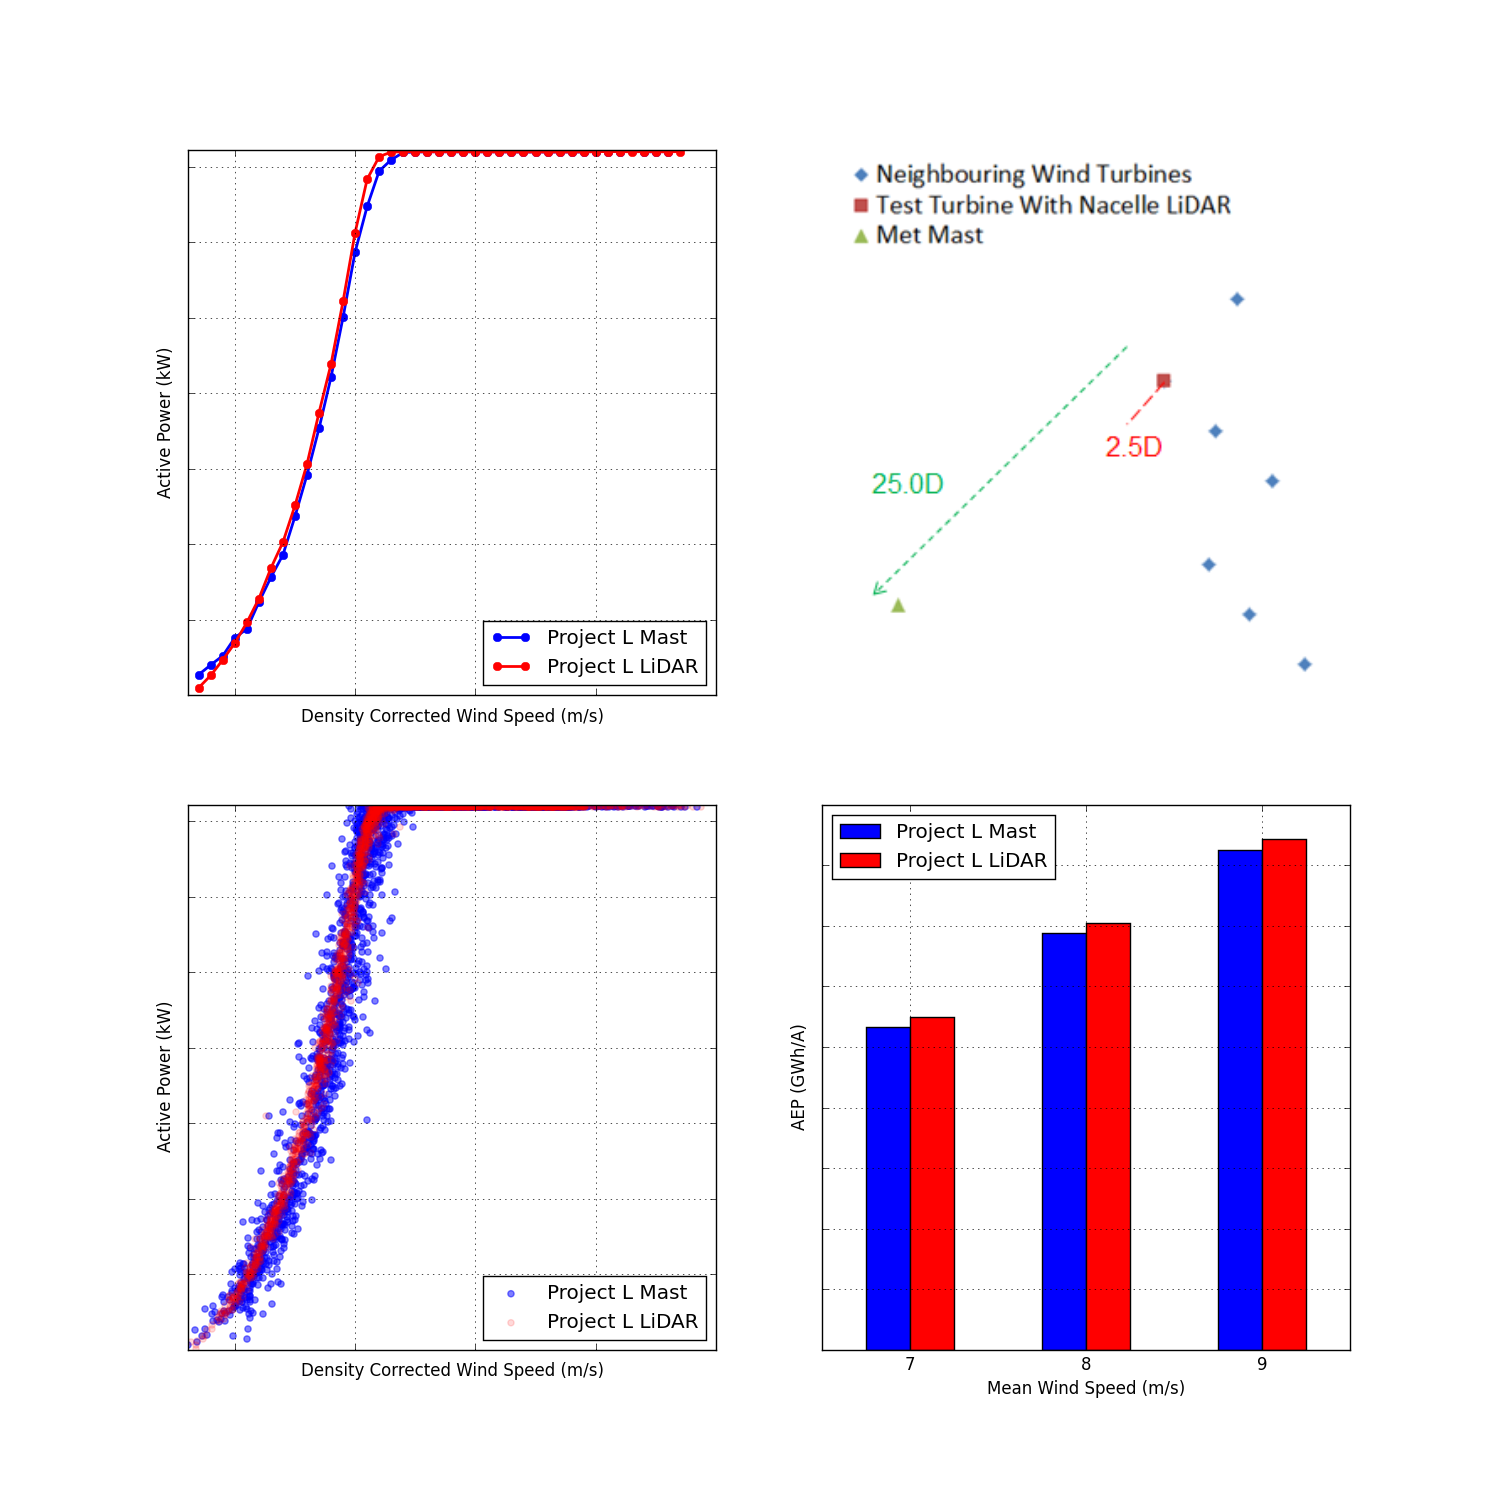 Active Power (kW)
Project L Mast
Project L LiDAR
Density Corrected Wind Speed (m/s)
Neighbouring Wind Turbines
Test Turbine With Nacelle LiDAR
Met Mast
2.5D
25.0D
Active Power (kW)
Project L Mast
Project L LiDAR
Density Corrected Wind Speed (m/s)
Project L Mast
Project L LiDAR
AEP (GWh/A)
7 8 9
Mean Wind Speed (m/s)